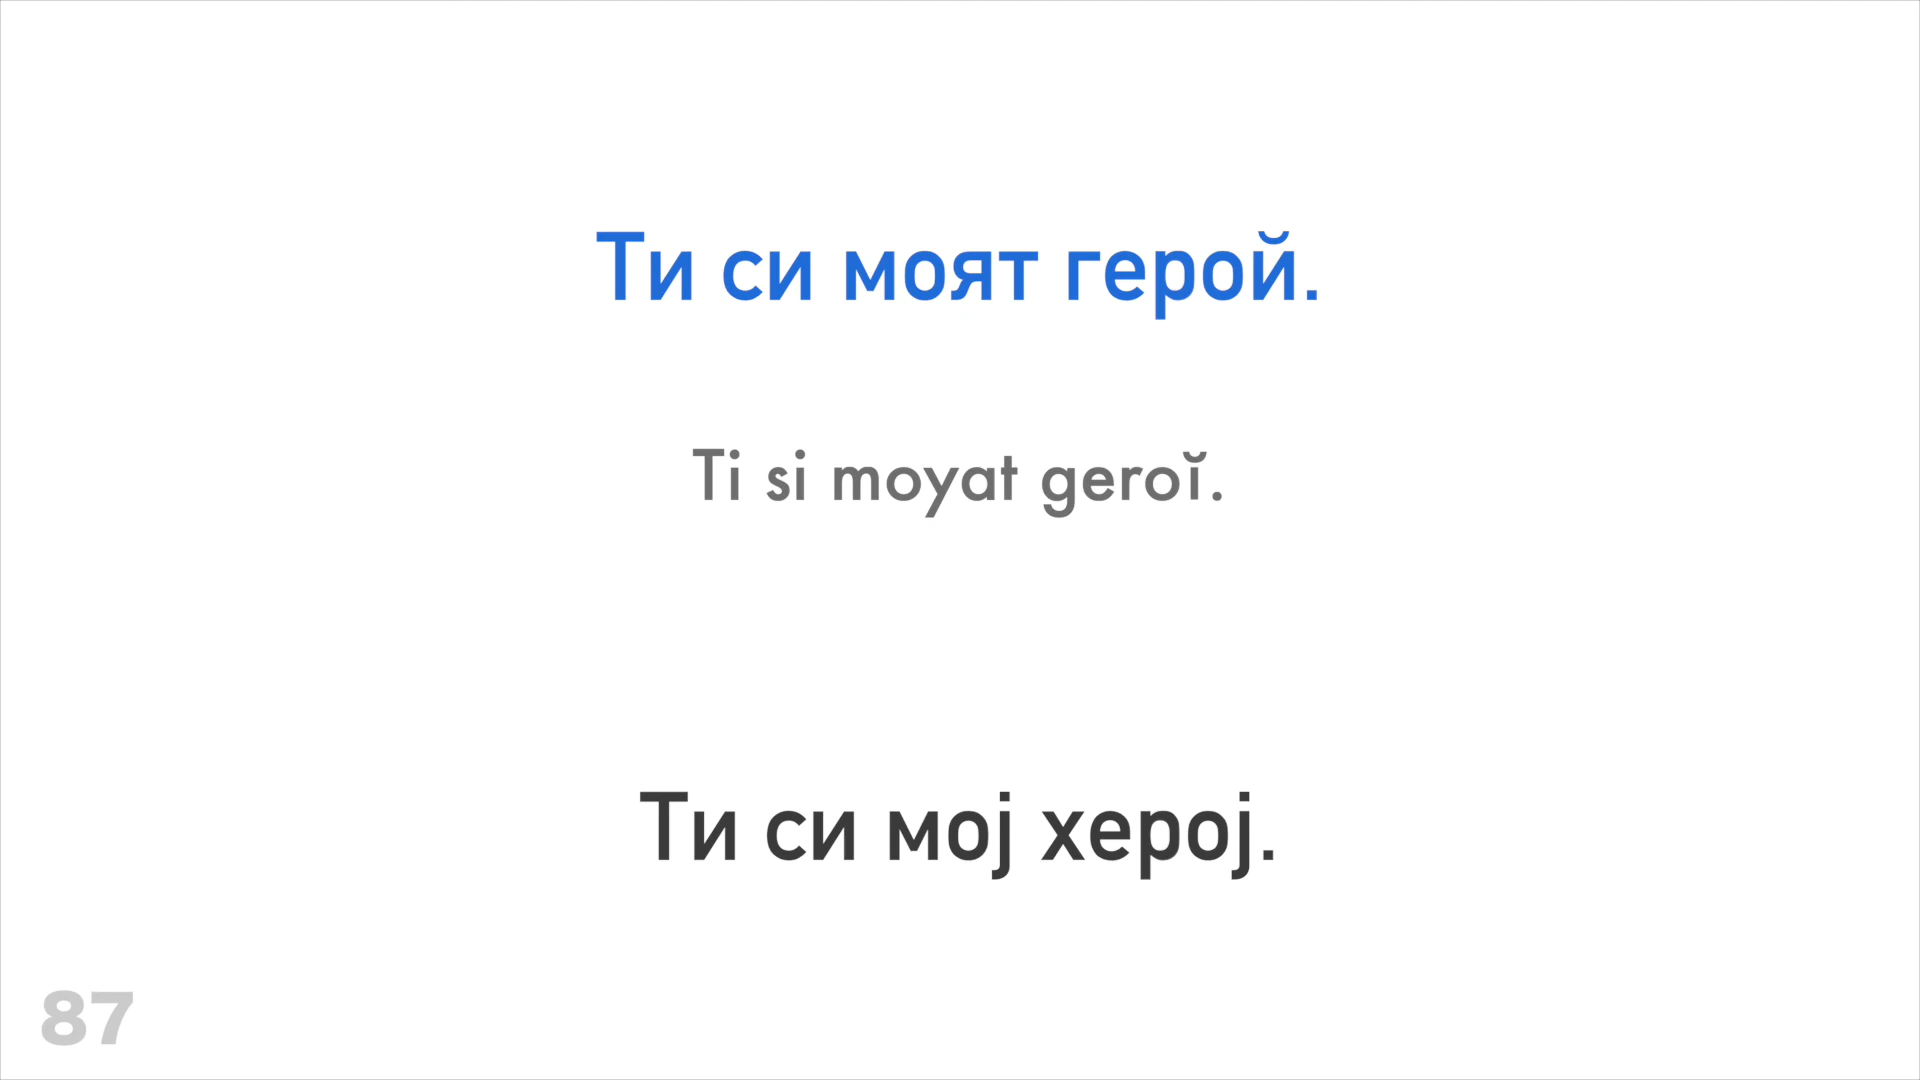 Ти си моят герой.
Ti si moyat geroĭ.
Ти си мој херој.
87